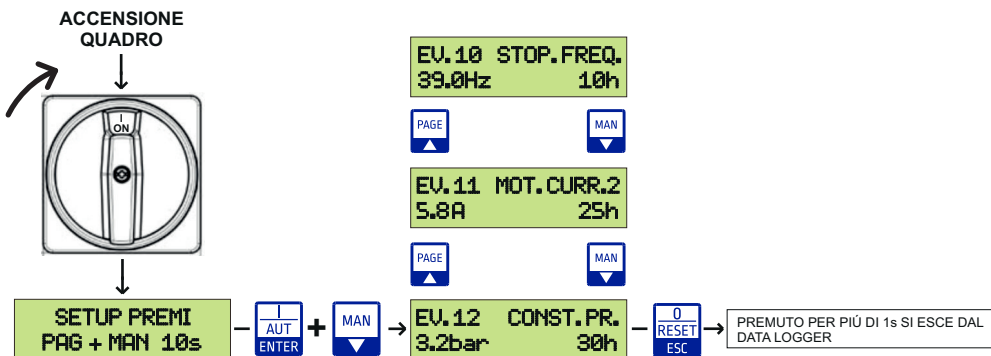 ACCENSIONE
QUADRO
I
ON
SETUP PREMI
PAG + MAN 10s
I
AUT
ENTER
+
MAN
EV.10 STOP.FREQ.
39.0Hz 10h
PAGE
MAN
EV.11 MOT.CURR.2
5.8A 25h
PAGE
MAN
EV.12 CONST.PR.
3.2bar 30h
0
RESET
ESC
PREMUTO PER PIÚ DI 1s SI ESCE DAL
DATA LOGGER